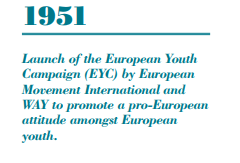 1951
Launch of the European Youth
Campaign (EYC) by European
Movement International and
WAY to promote a pro-European
attitude amongst European
youth.